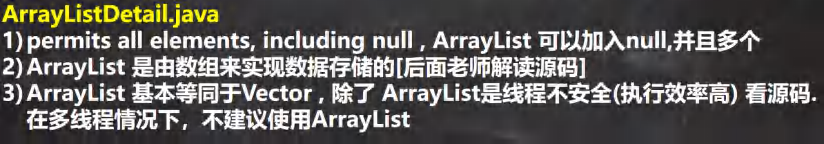 ArrayListDetail.java
1) permits all elements, including null , ArrayList 可以加入null,并且多个
2) ArrayList 是由数组来实现数据存储的[后面老师解读源码]
3) ArrayList 基本等同于Vector , 除了 ArrayList是线程不安全(执行效率高) 看源码.
在多线程情况下，不建议使用ArrayList